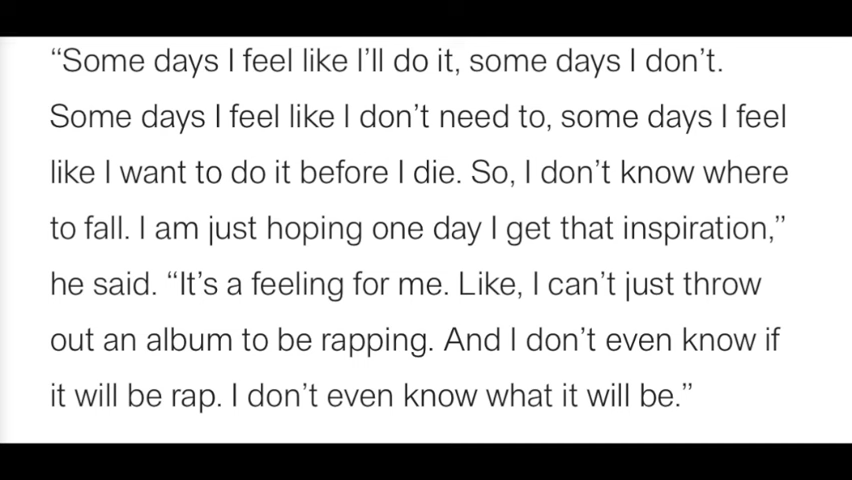 “Some days I feel like I’ll do it, some days I don’t.
Some days I feel like I don’t need to, some days I feel
like I want to do it before I die. So, I don’t know where
to fall. I am just hoping one day I get that inspiration,”
he said. “It’s a feeling for me. Like, I can’t just throw
out an album to be rapping. And I don’t even know if
it will be rap. I don’t even know what it will be.”